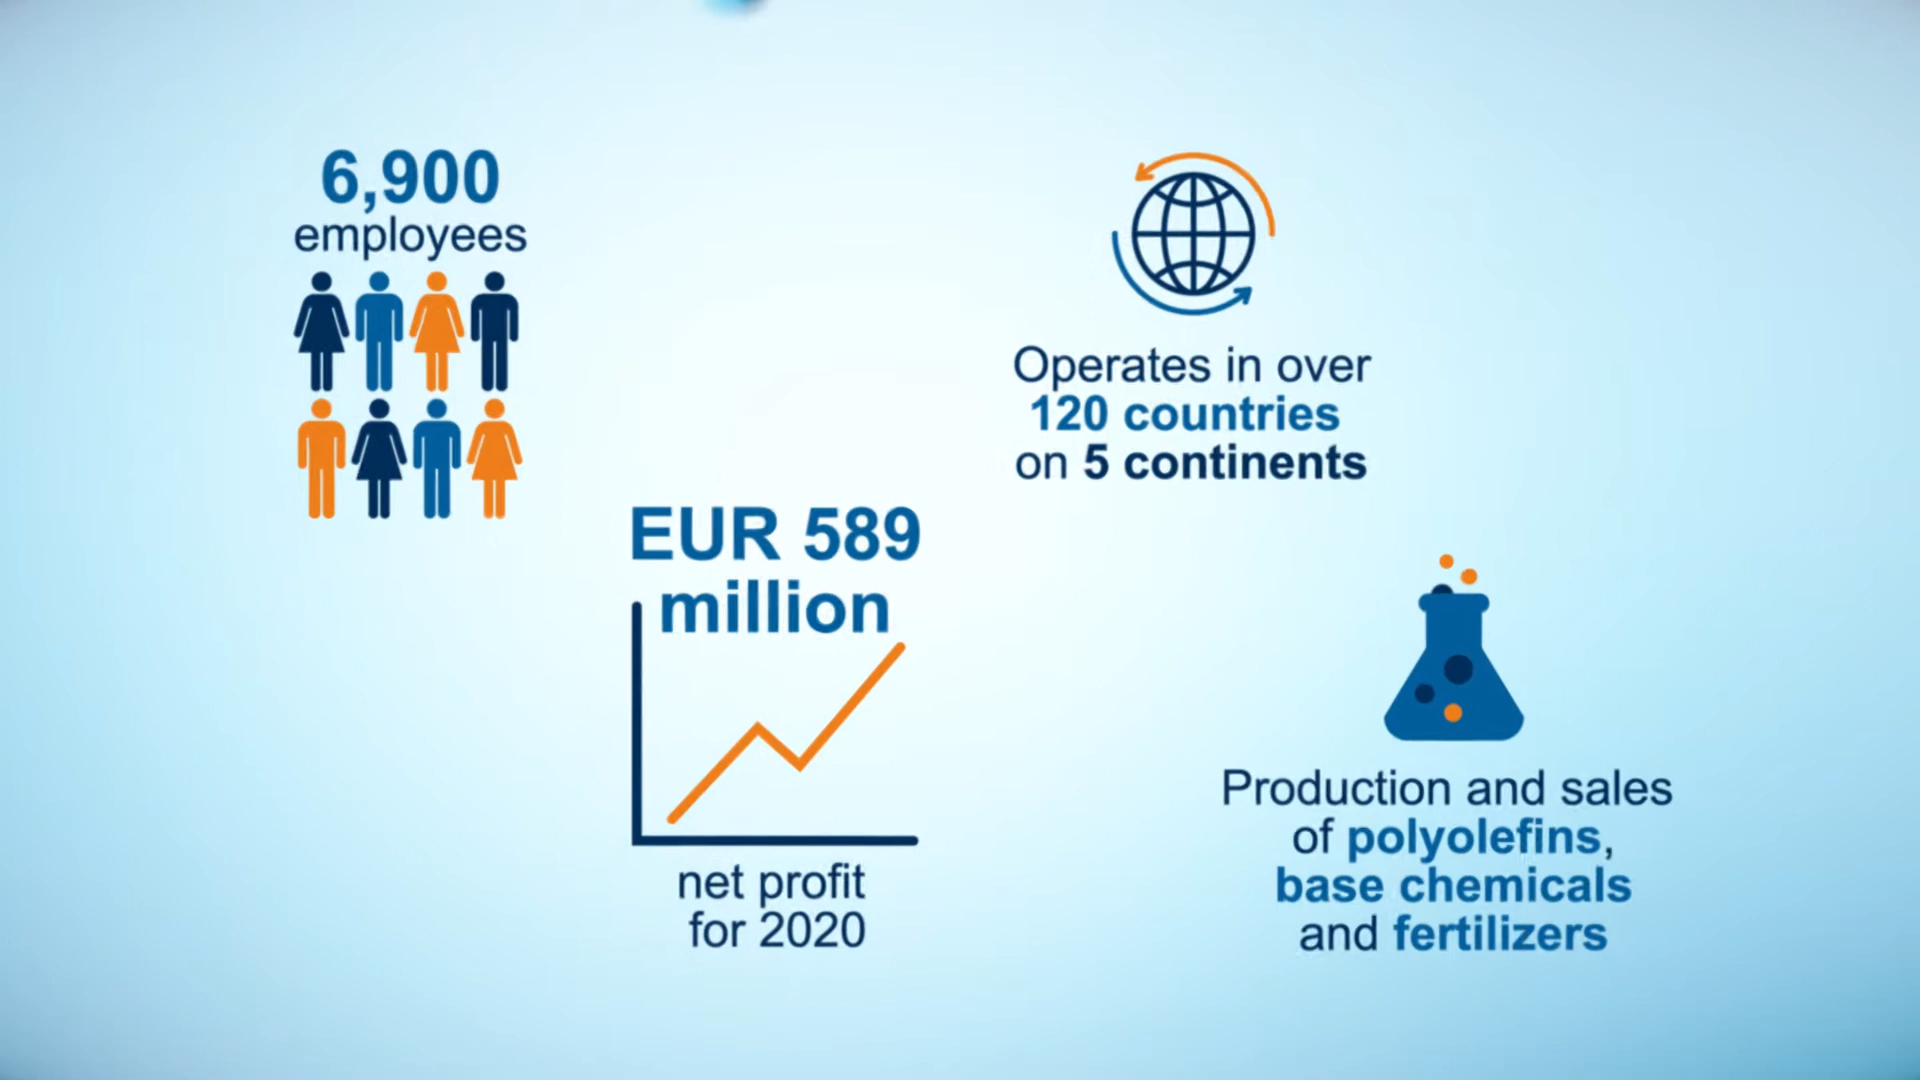 6,900
employees
EUR 589
million
net profit
for 2020
Operates in over
120 countries
on 5 continents
Production and sales
of polyolefins,
base chemicals
and fertilizers